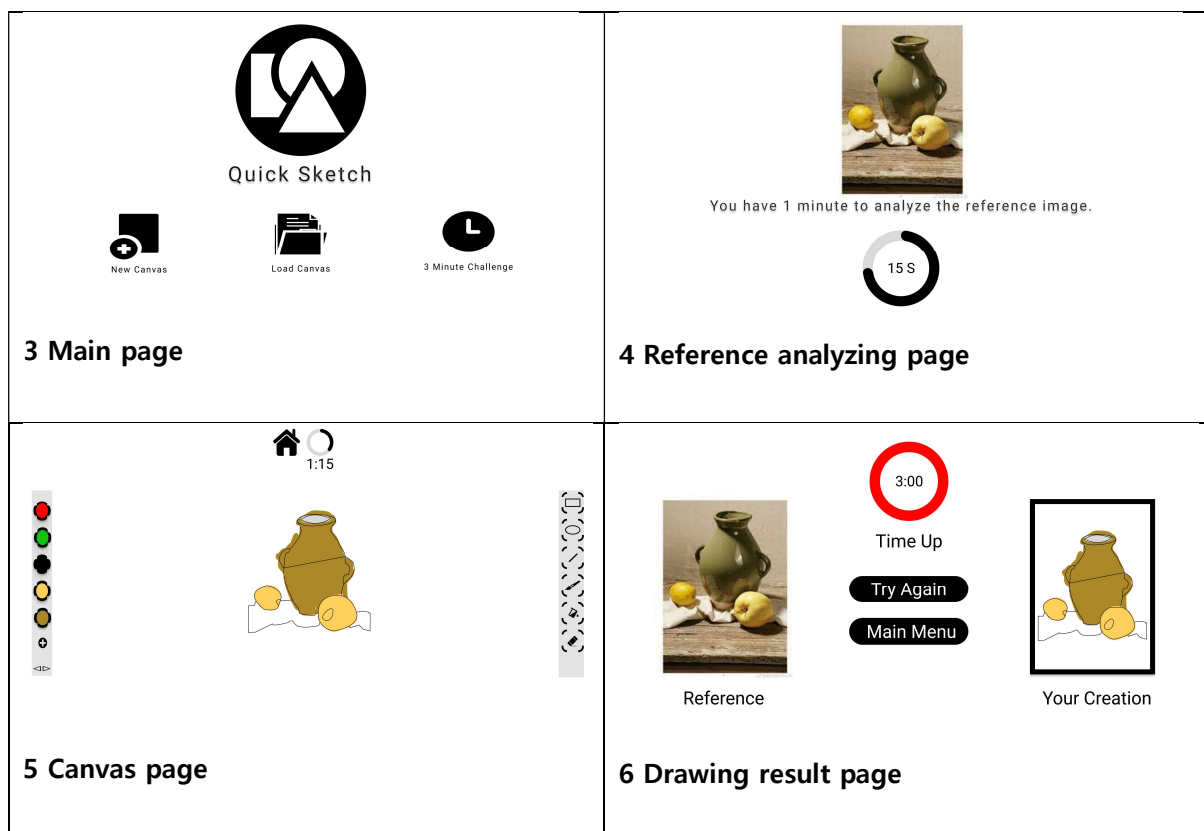 Quick Sketch
New Canvas
Load Canvas
3 Minute Challenge
3 Main page
You have 1 minute to analyze the reference image.
15 S
4 Reference analyzing page
1:15
5 Canvas page
3:00
Time Up
Try Again
Main Menu
Reference
Your Creation
6 Drawing result page